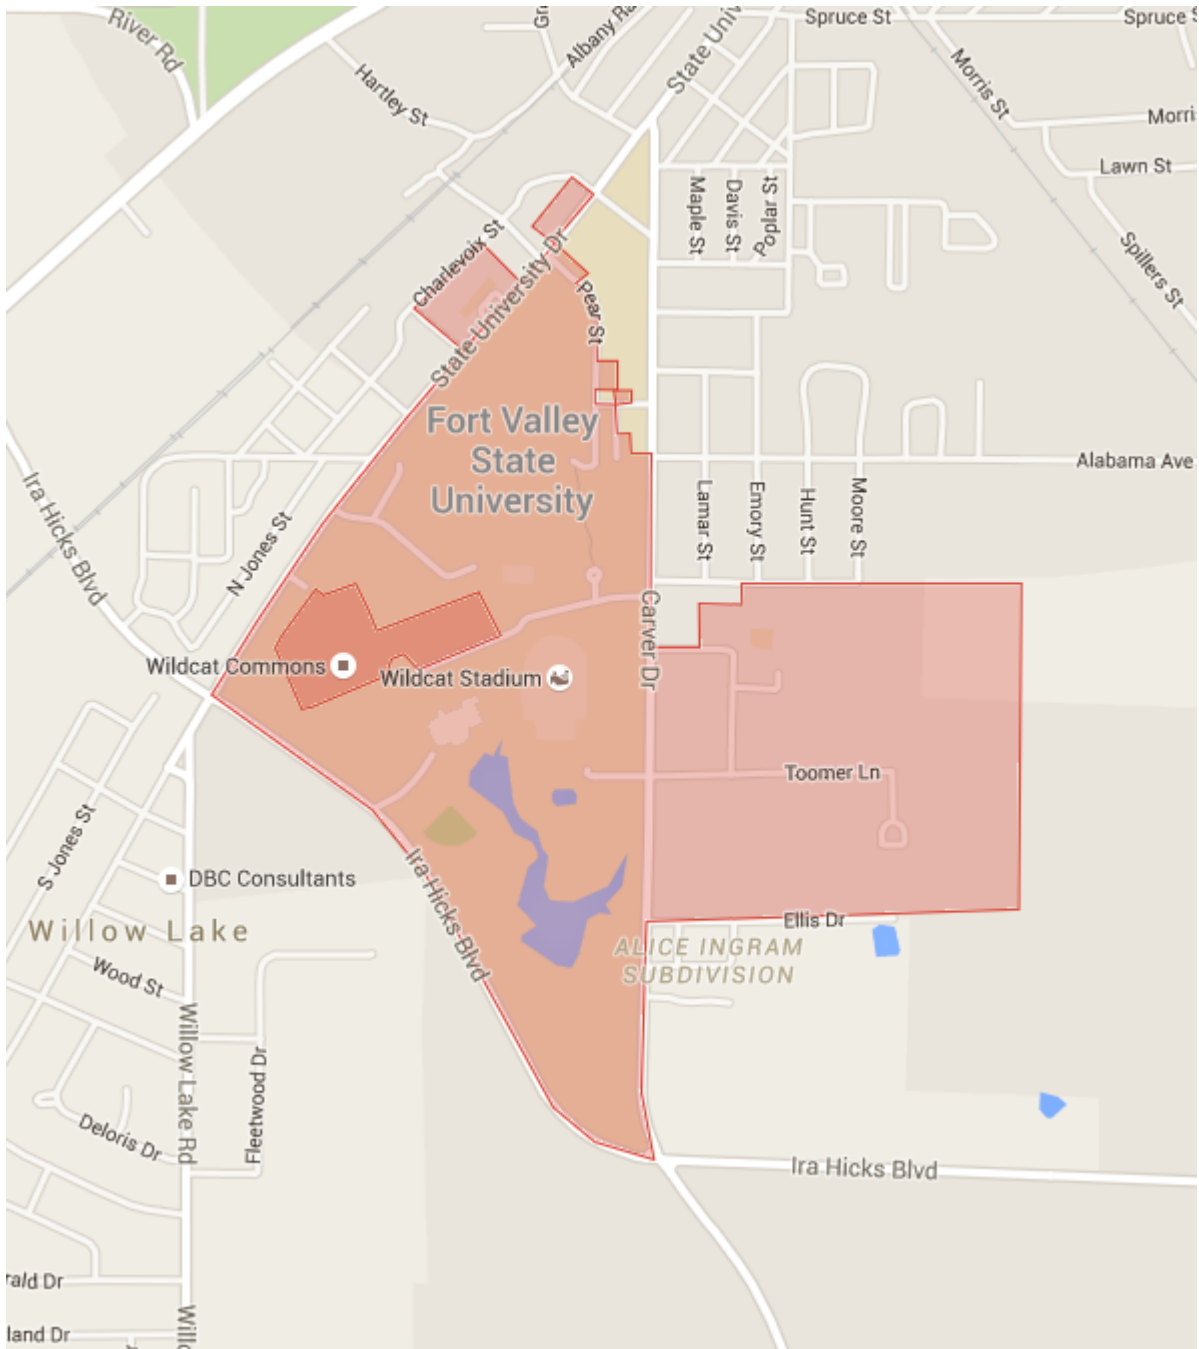 River Rd
Gr
Albany Ra
State Univ
Spruce St
Spruce S
Hartley St
Morris St
Morri
Lawn St
Maple St
Davis St
Poplar St
Spillers St
Charlevoix St
State University Dr
Pear St
Fort Valley
State
University
Alabama Ave
Ira Hicks Blvd
N Jones St
Lamar St
Emory St
Hunt St
Moore St
Carver Dr
Wildcat Commons
Wildcat Stadium
Toomer Ln
S Jones St
DBC Consultants
Ira Hicks Blvd
Ellis Dr
Willow Lake
ALICE INGRAM
SUBDIVISION
Wood St
Willow Lake Rd
Fleetwood Dr
Deloris Dr
Ira Hicks Blvd
rald Dr
land Dr
Willo